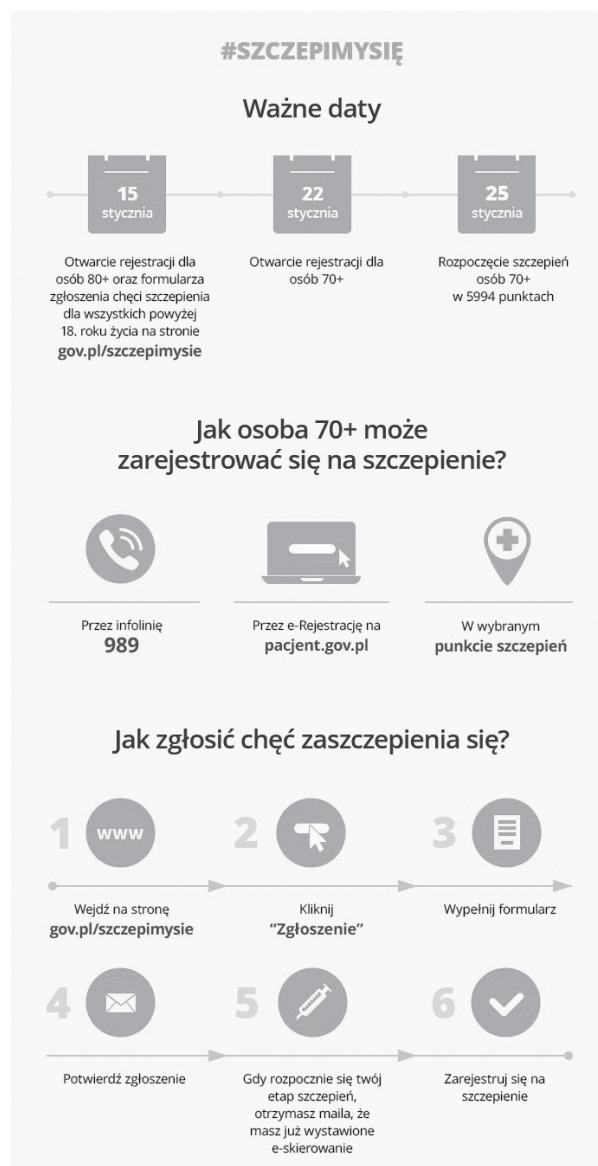 #SZCZEPIMYSIĘ
Ważne daty
15
stycznia
22
stycznia
25
stycznia
Otwarcie rejestracji dla
osób 80+ oraz formularza
zgłoszenia chęci szczepienia
dla wszystkich powyżej
18. roku życia na stronie
gov.pl/szczepimysie
Otwarcie rejestracji dla
osób 70+
Rozpoczęcie szczepień
osób 70+
w 5994 punktach
Jak osoba 70+ może
zarejestrować się na szczepienie?
Przez infolinię
989
Przez e-Rejestrację na
pacjent.gov.pl
W wybranym
punkcie szczepień
Jak zgłosić chęć zaszczepienia się?
1
www
2
3
Wejdź na stronę
gov.pl/szczepimysie
Kliknij
“Zgłoszenie”
Wypełnij formularz
4
5
6
Potwierdź zgłoszenie
Gdy rozpocznie się twój
etap szczepień,
otrzymasz maila, że
masz już wystawione
e-skierowanie
Zarejestruj się na
szczepienie